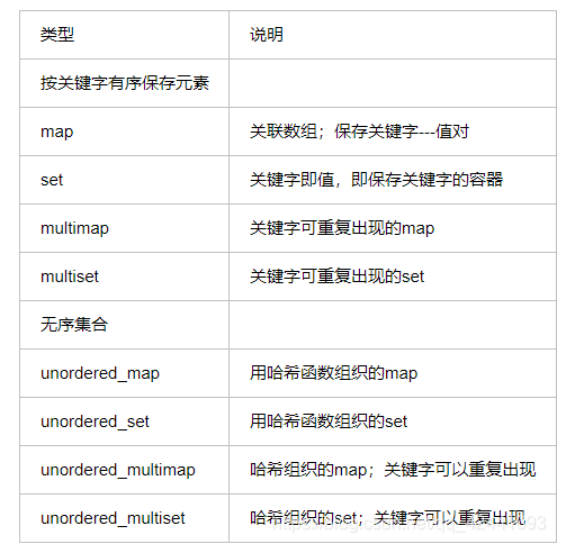 类型 说明
按关键字有序保存元素
map 关联数组；保存关键字---值对
set 关键字即值，即保存关键字的容器
multimap 关键字可重复出现的map
multiset 关键字可重复出现的set
无序集合
unordered_map 用哈希函数组织的map
unordered_set 用哈希函数组织的set
unordered_multimap 哈希组织的map；关键字可以重复出现
unordered_multiset 哈希组织的set；关键字可以重复出现